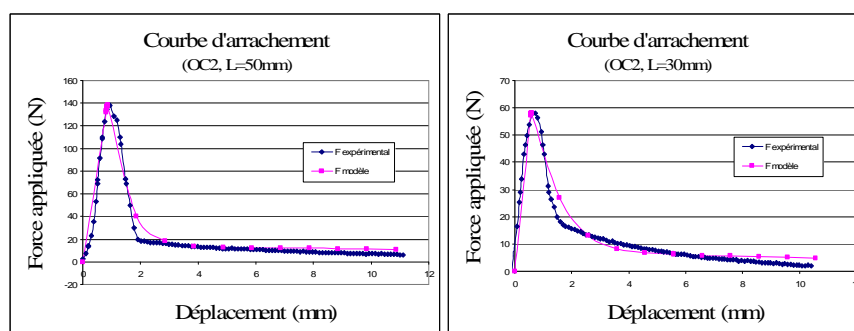 Courbe d'arrachement
(OC2, L=50mm)
Force appliquée (N)
160
140
120
100
80
60
40
20
0
-20
0
2
4
6
8
10
12
F expérimental
F modèle
Déplacement (mm)
Courbe d'arrachement
(OC2, L=30mm)
Force appliquée (N)
70
60
50
40
30
20
10
0
0
2
4
6
8
10
F expérimental
F modèle
Déplacement (mm)